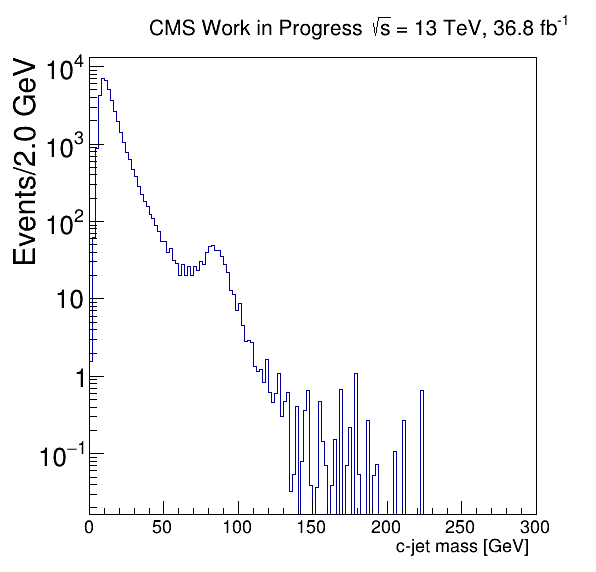 CMS Work in Progress √s = 13 TeV, 36.8 fb⁻¹
Events/2.0 GeV
10⁴
10³
10²
10
1
10⁻¹
0 50 100 150 200 250 300
c-jet mass [GeV]